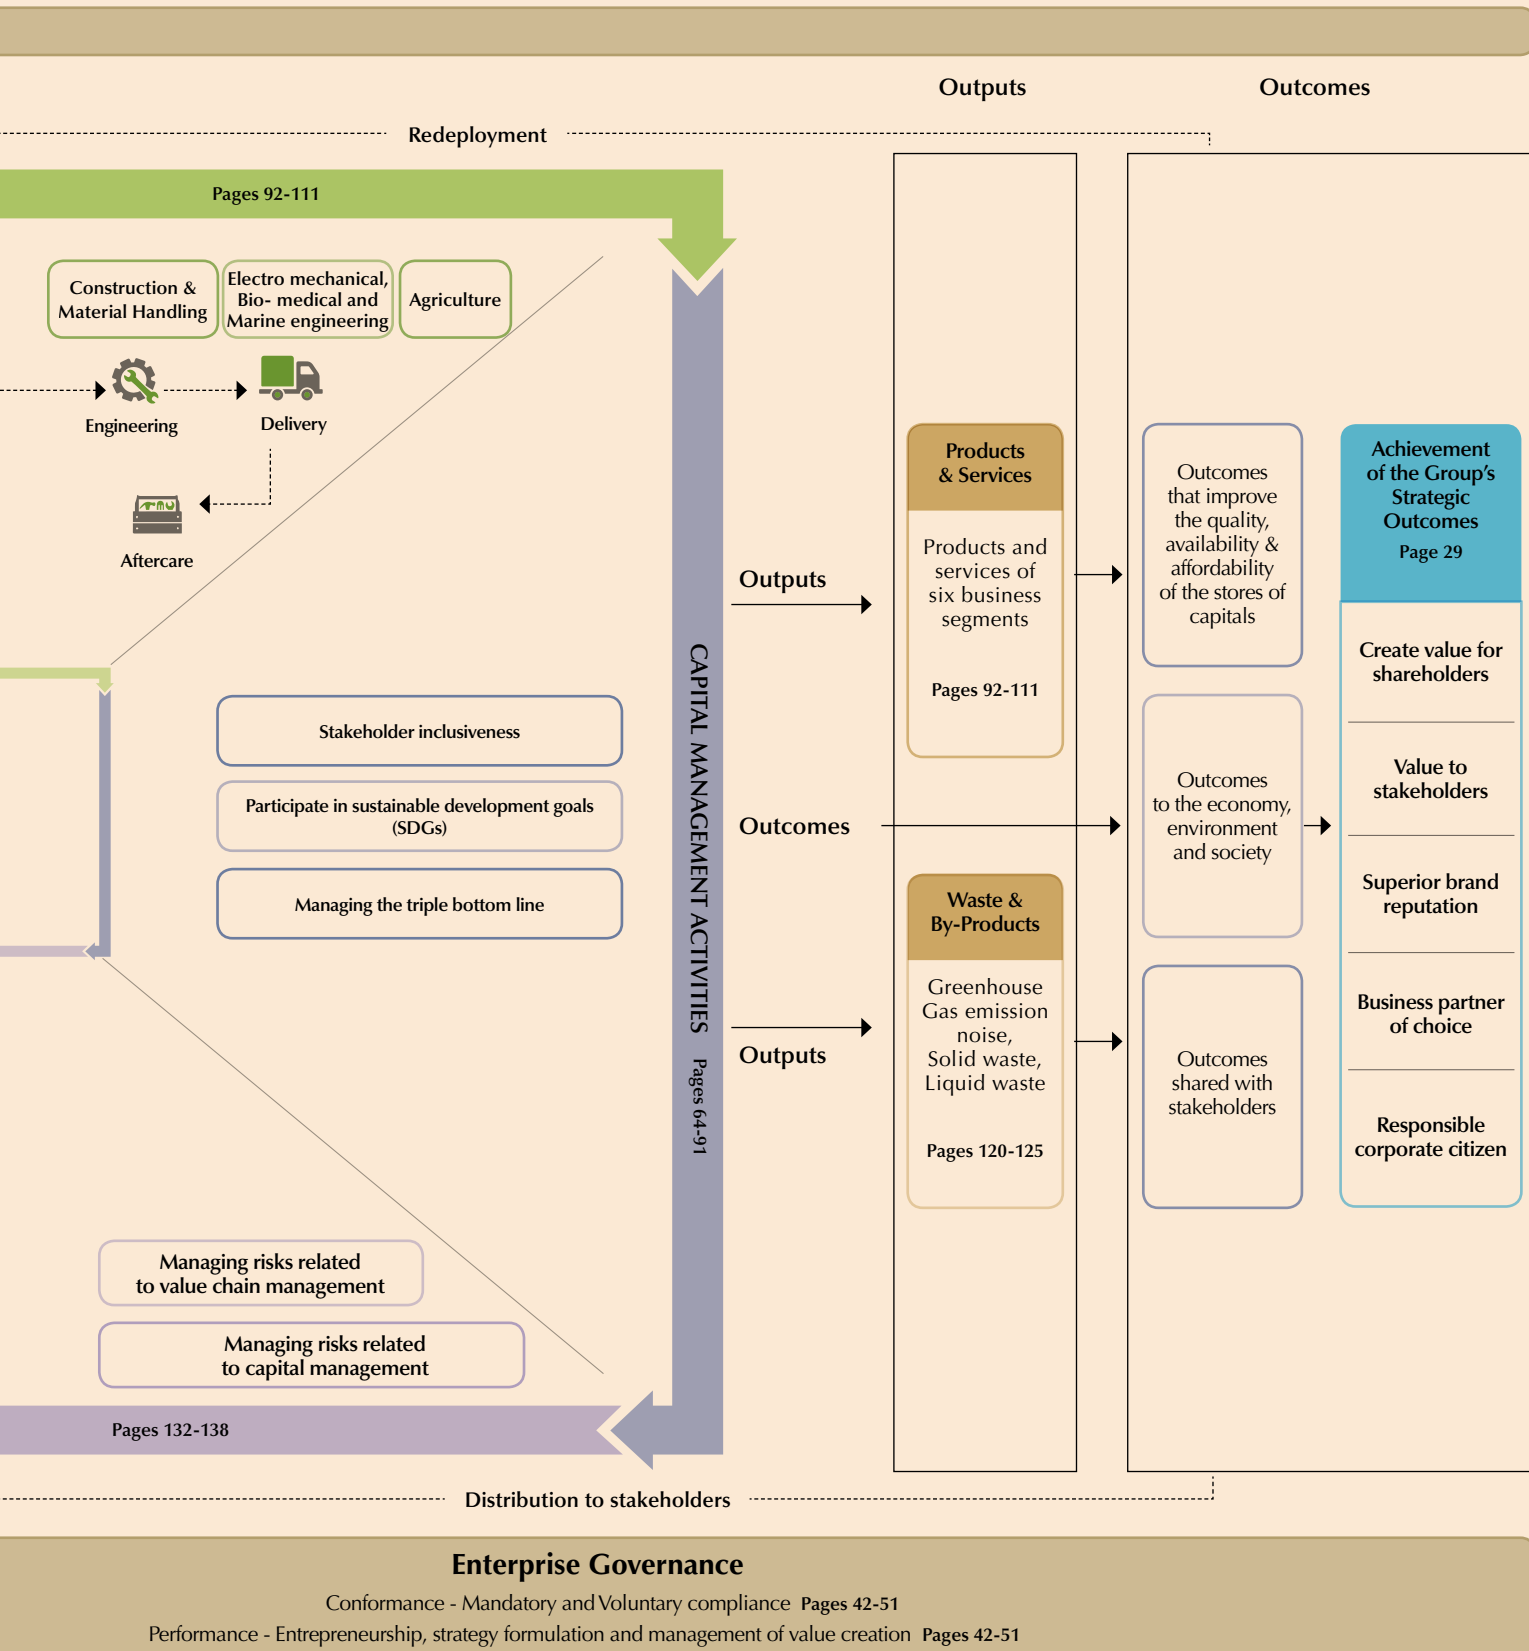 Outputs
Outcomes
Redeployment
Pages 92-111
Construction &
Material Handling
Electro mechanical,
Bio- medical and
Marine engineering
Agriculture
Engineering
Delivery
Aftercare
Stakeholder inclusiveness
Participate in sustainable development goals
(SDGs)
Managing the triple bottom line
Managing risks related
to value chain management
Managing risks related
to capital management
Pages 132-138
CAPITAL MANAGEMENT ACTIVITIES Pages 64-91
Outputs
Outcomes
Outputs
Products
& Services
Products and
services of
six business
segments
Pages 92-111
Waste &
By-Products
Greenhouse
Gas emission
noise,
Solid waste,
Liquid waste
Pages 120-125
Outcomes
that improve
the quality,
availability &
affordability
of the stores of
capitals
Outcomes
to the economy,
environment
and society
Outcomes
shared with
stakeholders
Achievement
of the Group's
Strategic
Outcomes
Page 29
Create value for
shareholders
Value to
stakeholders
Superior brand
reputation
Business partner
of choice
Responsible
corporate citizen
Distribution to stakeholders
Enterprise Governance
Conformance - Mandatory and Voluntary compliance Pages 42-51
Performance - Entrepreneurship, strategy formulation and management of value creation Pages 42-51